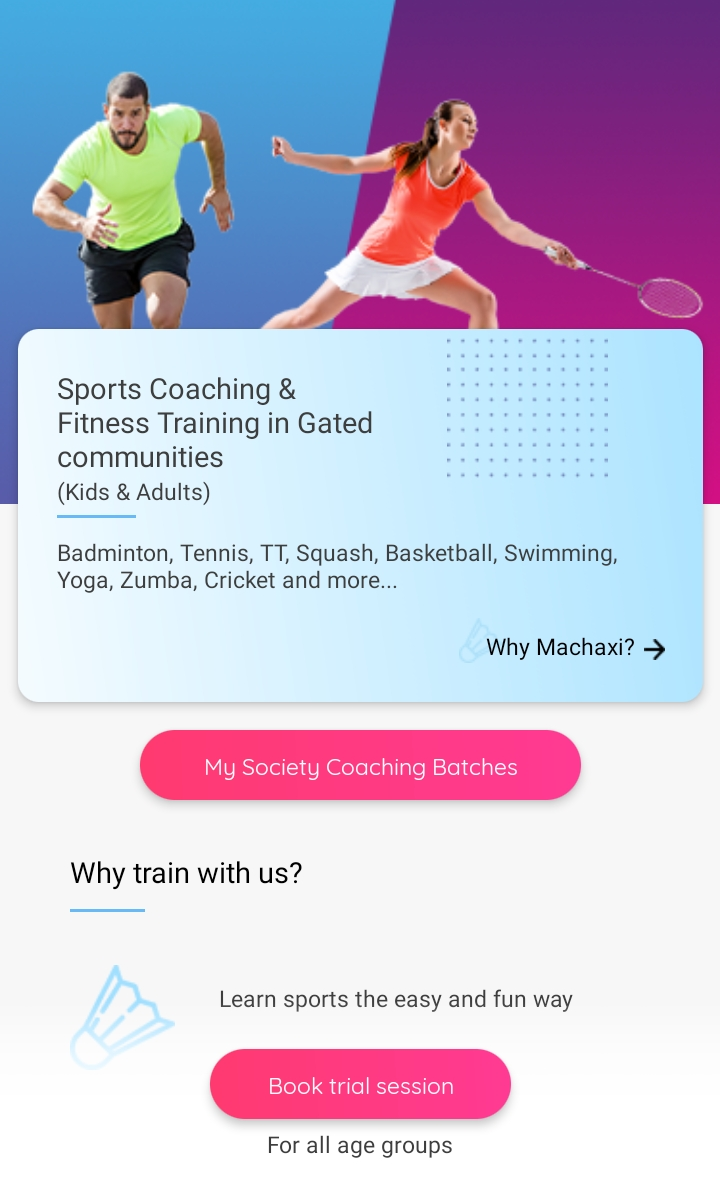 Sports Coaching &
Fitness Training in Gated
communities
(Kids & Adults)
Badminton, Tennis, TT, Squash, Basketball, Swimming,
Yoga, Zumba, Cricket and more...
Why Machaxi?
My Society Coaching Batches
Why train with us?
Learn sports the easy and fun way
Book trial session
For all age groups